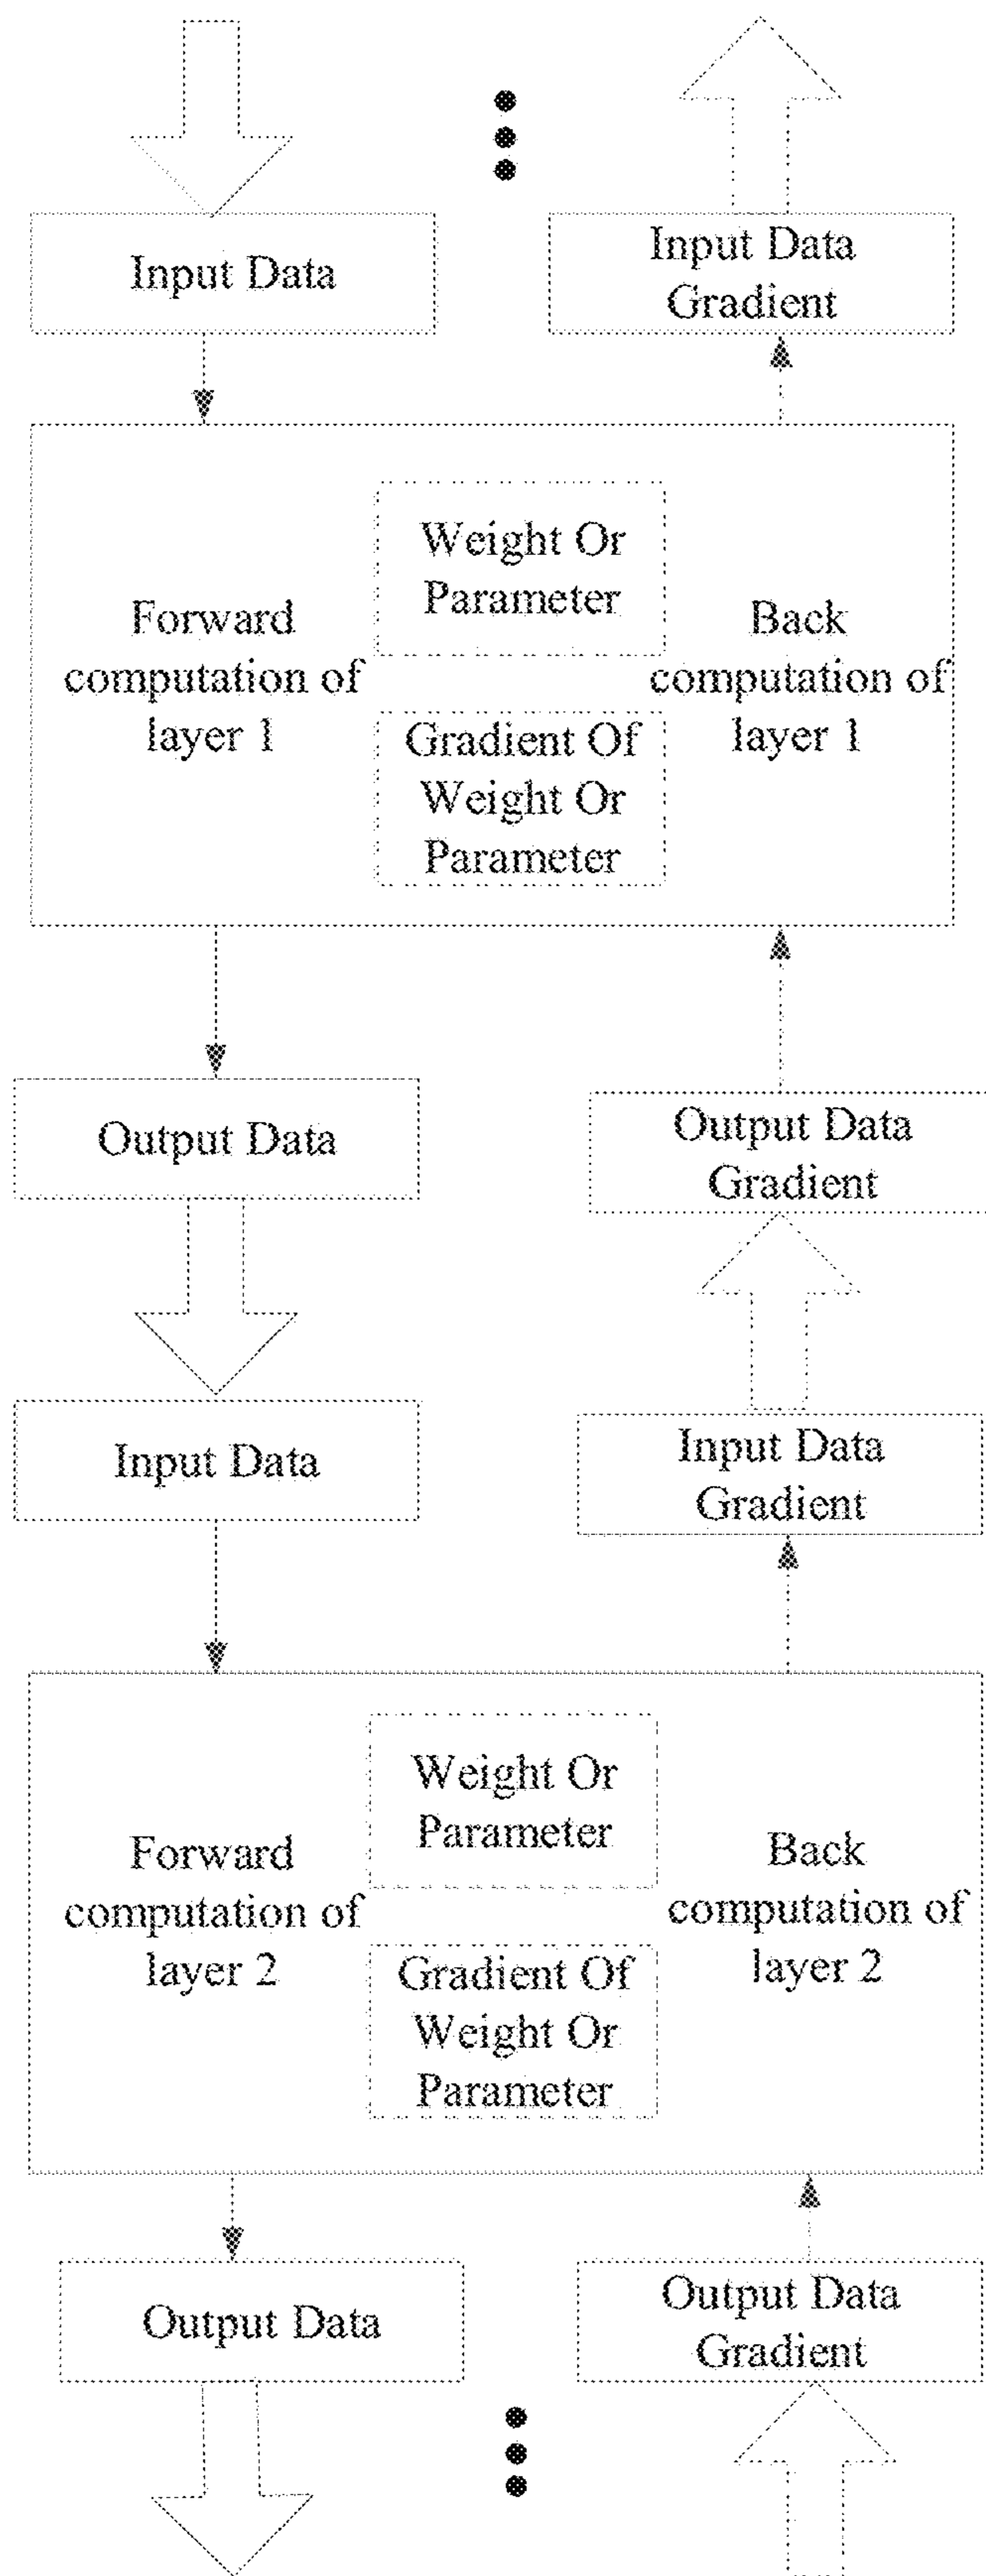 Input Data
Input Data
Gradient
Forward
computation of
layer 1
Weight Or
Parameter
Gradient Of
Weight Or
Parameter
Back
computation of
layer 1
Output Data
Output Data
Gradient
Input Data
Input Data
Gradient
Forward
computation of
layer 2
Weight Or
Parameter
Gradient Of
Weight Or
Parameter
Back
computation of
layer 2
Output Data
Output Data
Gradient